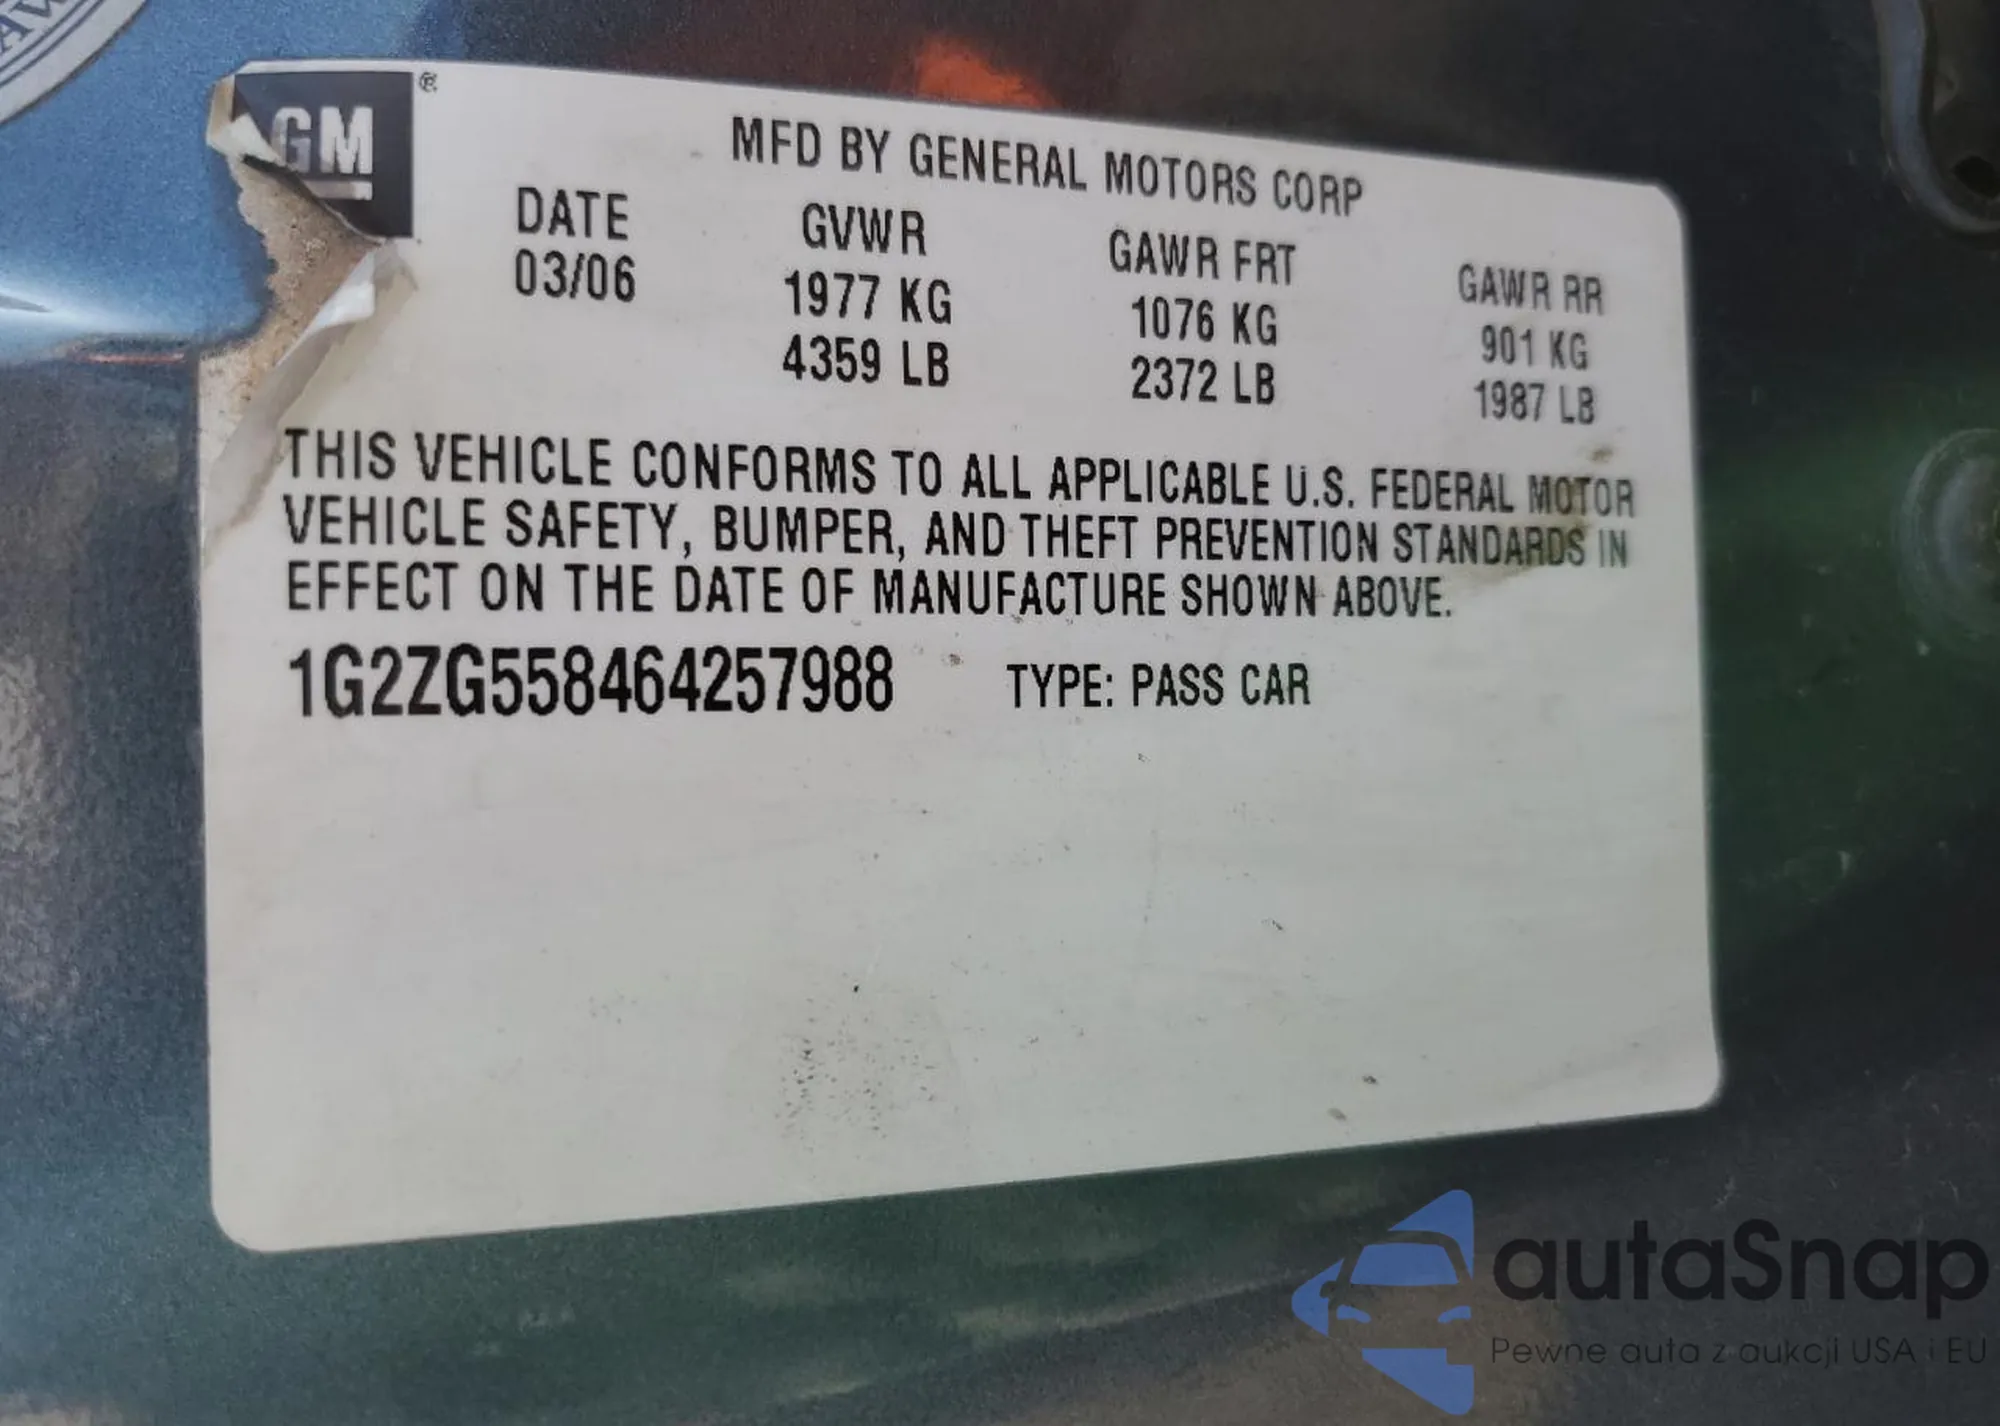 GM ®
MFD BY GENERAL MOTORS CORP
DATE GVWR GAWR FRT GAWR RR
03/06 1977 KG 1076 KG 901 KG
4359 LB 2372 LB 1987 LB
THIS VEHICLE CONFORMS TO ALL APPLICABLE U.S. FEDERAL MOTOR
VEHICLE SAFETY, BUMPER, AND THEFT PREVENTION STANDARDS IN
EFFECT ON THE DATE OF MANUFACTURE SHOWN ABOVE.
1G2ZG558464257988 TYPE: PASS CAR
autaSnap
Pewne auta z aukcji USA i EU